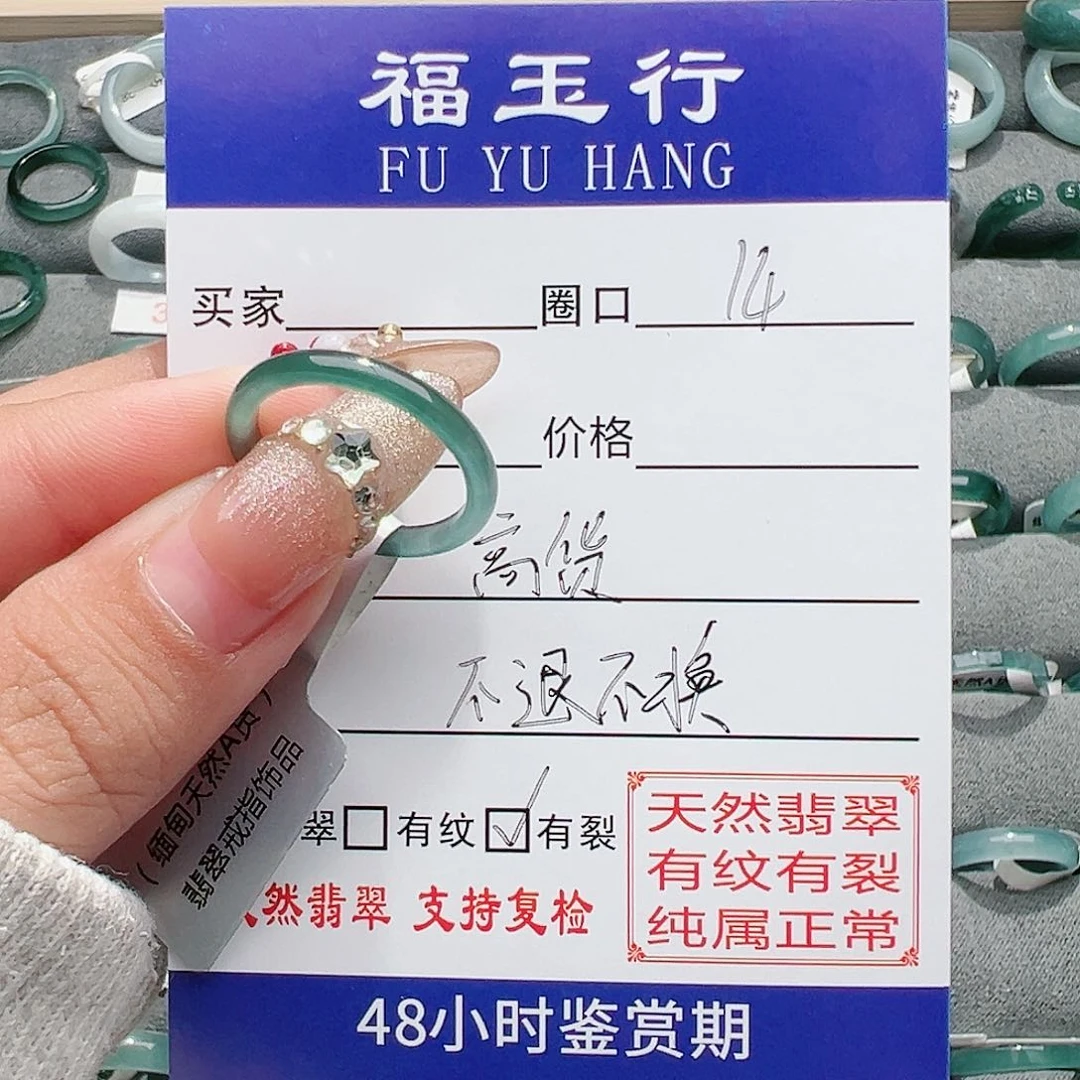 福玉行
FU YU HANG
买家 圈口 14
价格
高货
不退不换
翠 有纹 有裂
然翡翠 支持复检
天然翡翠
有纹有裂
纯属正常
(缅甸天然A货)
翡翠戒指饰品
48小时鉴赏期